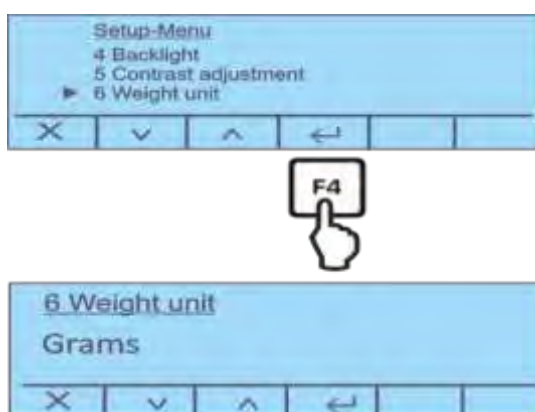 Setup-Menu
4 Backlight
5 Contrast adjustment
6 Weight unit
F4
6 Weight unit
Grams